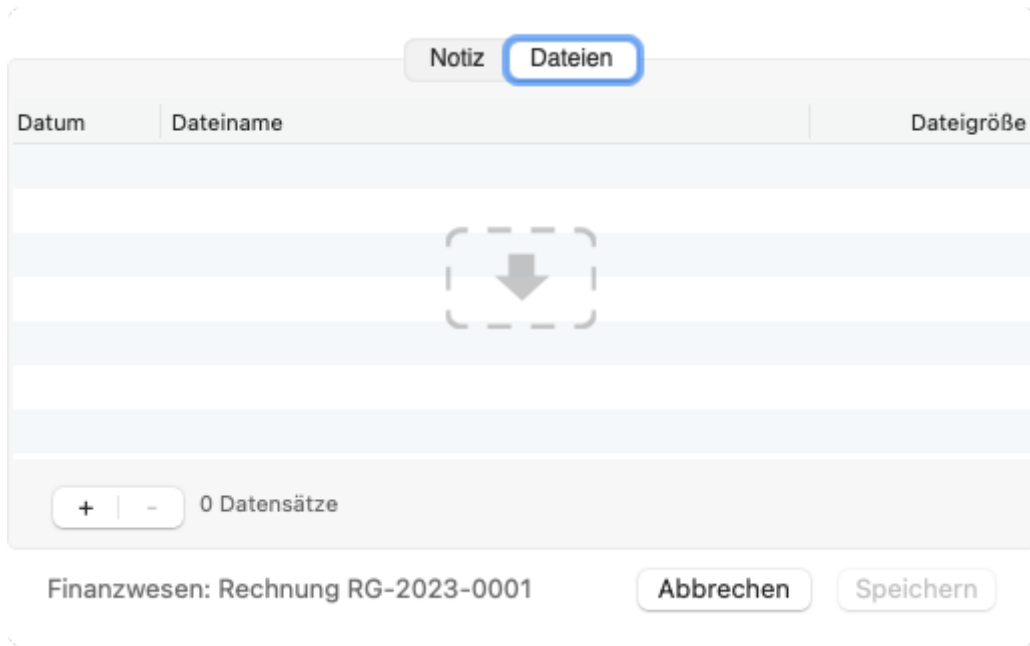 Notiz Dateien
Datum Dateiname Dateigröße
+ - 0 Datensätze
Finanzwesen: Rechnung RG-2023-0001 Abbrechen Speichern